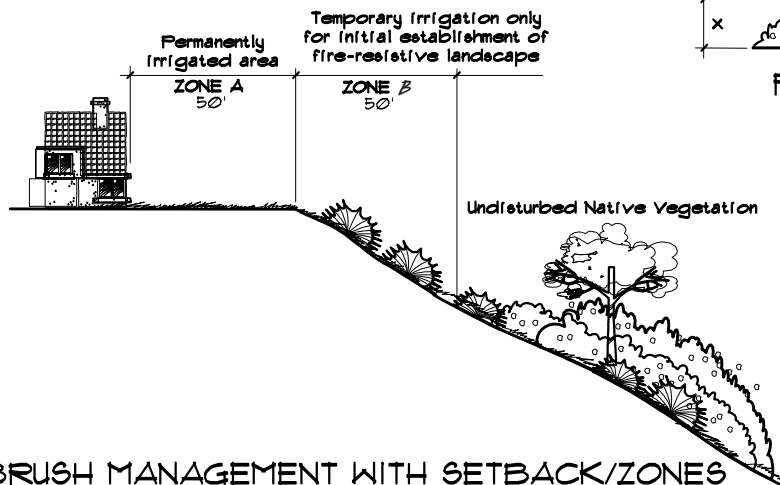 Temporary irrigation only
for initial establishment of
fire-resistive landscape
Permanently
irrigated area
ZONE A
50'
ZONE B
50'
x
Undisturbed Native Vegetation
BRUSH MANAGEMENT WITH SETBACK/ZONES